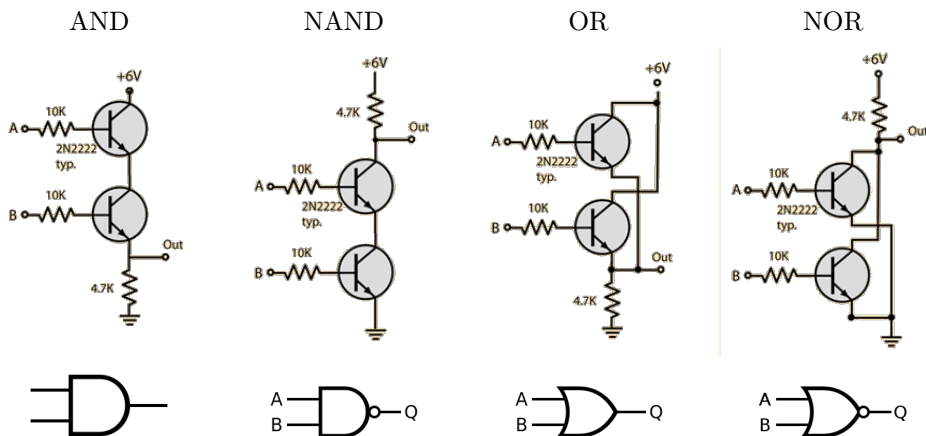 AND
NAND
OR
NOR
+6V
10K
A
2N2222
typ.
10K
B
Out
4.7K
+6V
4.7K
Out
10K
A
2N2222
typ.
10K
B
+6V
10K
A
2N2222
typ.
10K
B
Out
4.7K
+6V
4.7K
Out
10K
A
2N2222
typ.
10K
B
A
B
Q
A
B
Q
A
B
Q